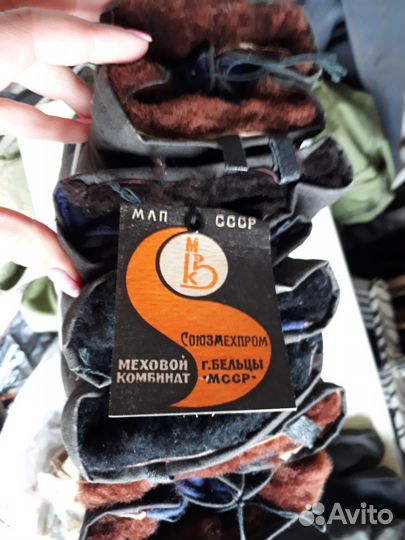 МЛП СССР
МРК
СОЮЗМЕХПРОМ
МЕХОВОЙ Г. БЕЛЬЦЫ
КОМБИНАТ "МССР"
Avito